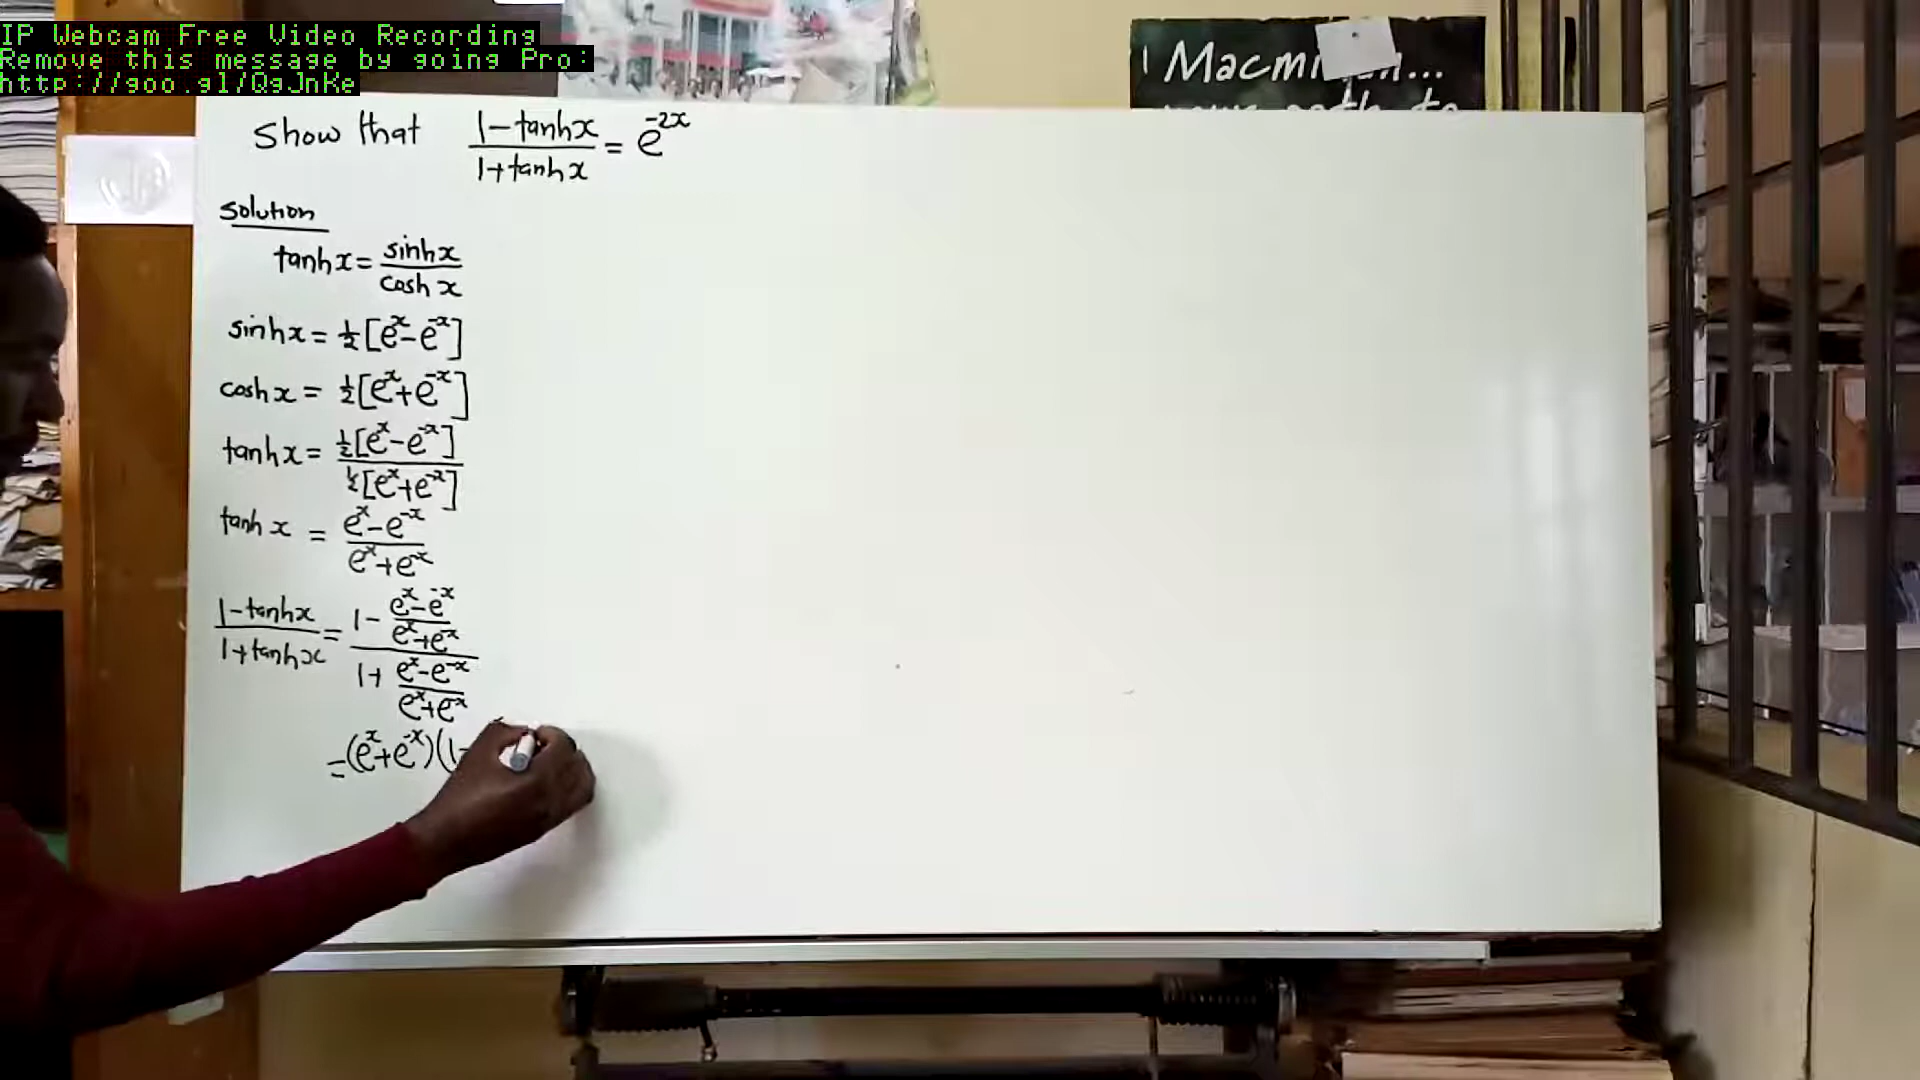 IP Webcam Free Video Recording
Remove this message by going Pro:
http://goo.gl/QgJnKe
Macmi
Show that (1-tanhx)/(1+tanhx) = e^{-2x}
Solution
tanhx = sinhx/coshx
sinhx = 1/2[e^x-e^{-x}]
coshx = 1/2[e^x+e^{-x}]
tanhx = 1/2[e^x-e^{-x}]/1/2[e^x+e^{-x}]
tanhx = (e^x-e^{-x})/(e^x+e^{-x})
(1-tanhx)/(1+tanhx) = (1-(e^x-e^{-x})/(e^x+e^{-x}))/(1+(e^x-e^{-x})/(e^x+e^{-x}))
=(e^x+e^{-x})(1-